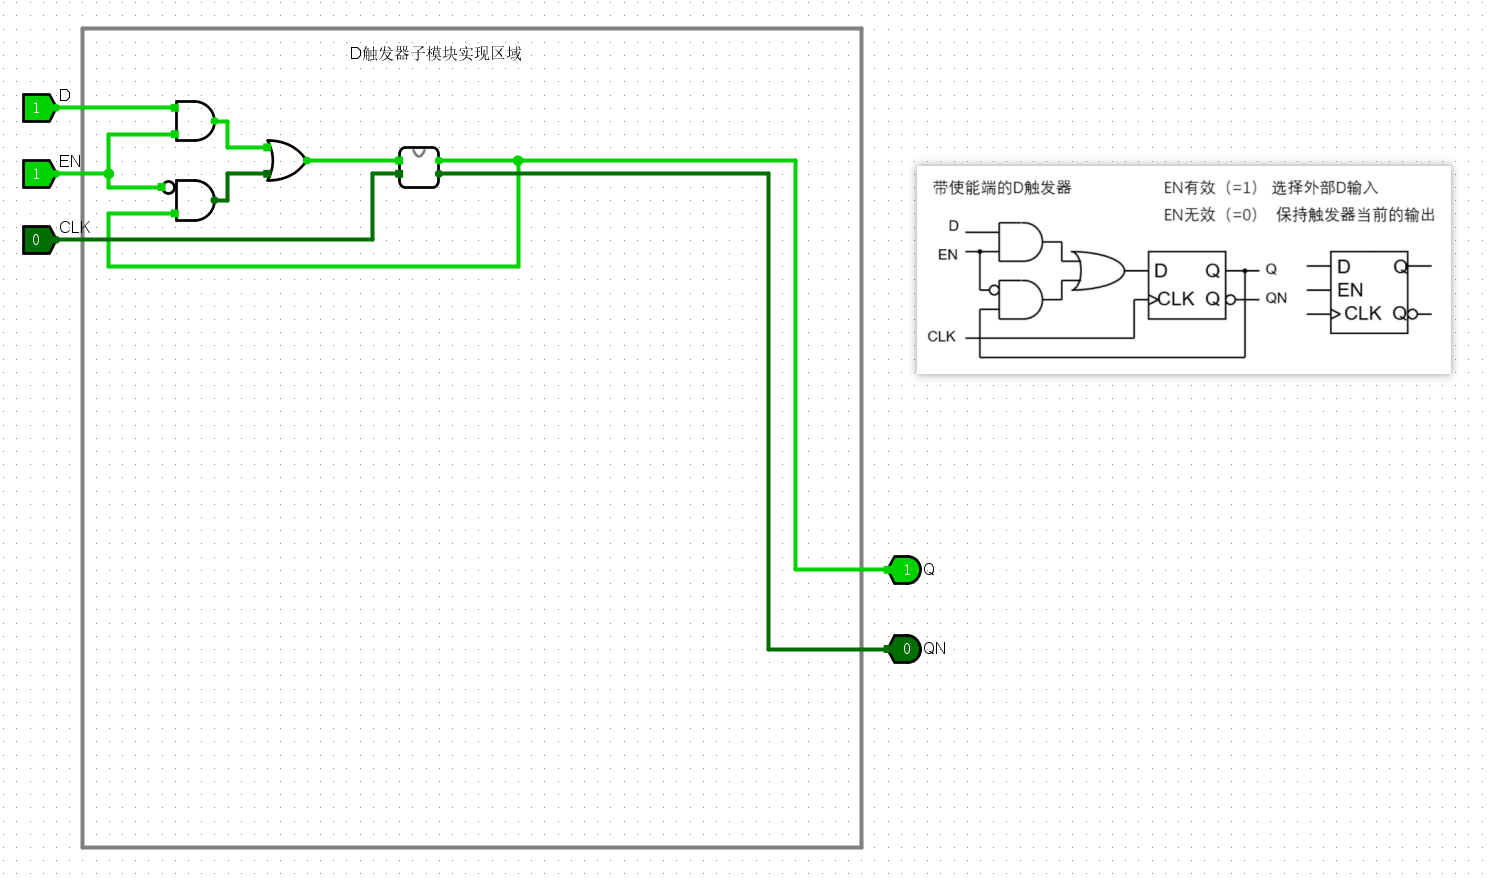 D触发器子模块实现区域
D
1
EN
1
CLK
0
1 Q
0 QN
带使能端的D触发器
EN有效（=1） 选择外部D输入
EN无效（=0） 保持触发器当前的输出
D
EN
CLK
D Q
CLK Q
Q
QN
D Q
EN
CLK Q